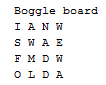 Boggle board
I A N W
S W A E
F M D W
O L D A